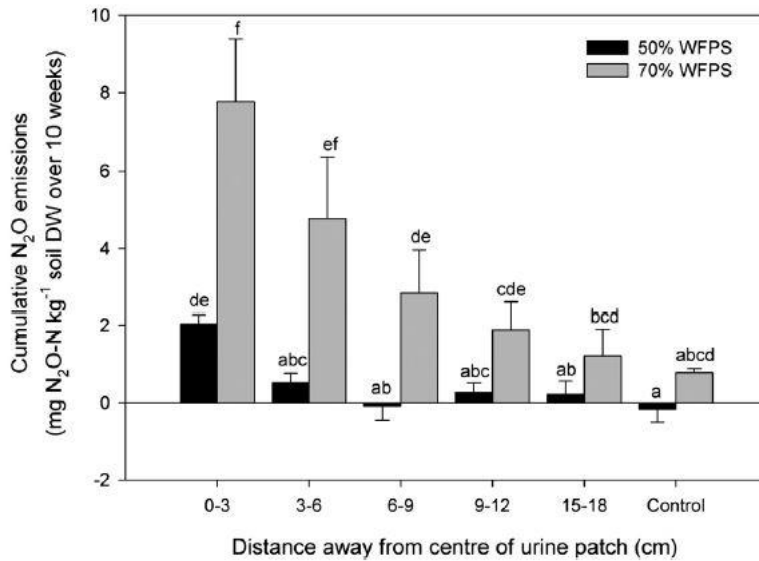 Cumulative N₂O emissions
(mg N₂O-N kg⁻¹ soil DW over 10 weeks)
10
8
6
4
2
0
-2
50% WFPS
70% WFPS
de
f
abc
ef
ab
de
abc
cde
ab
bcd
a
abcd
0-3
3-6
6-9
9-12
15-18
Control
Distance away from centre of urine patch (cm)